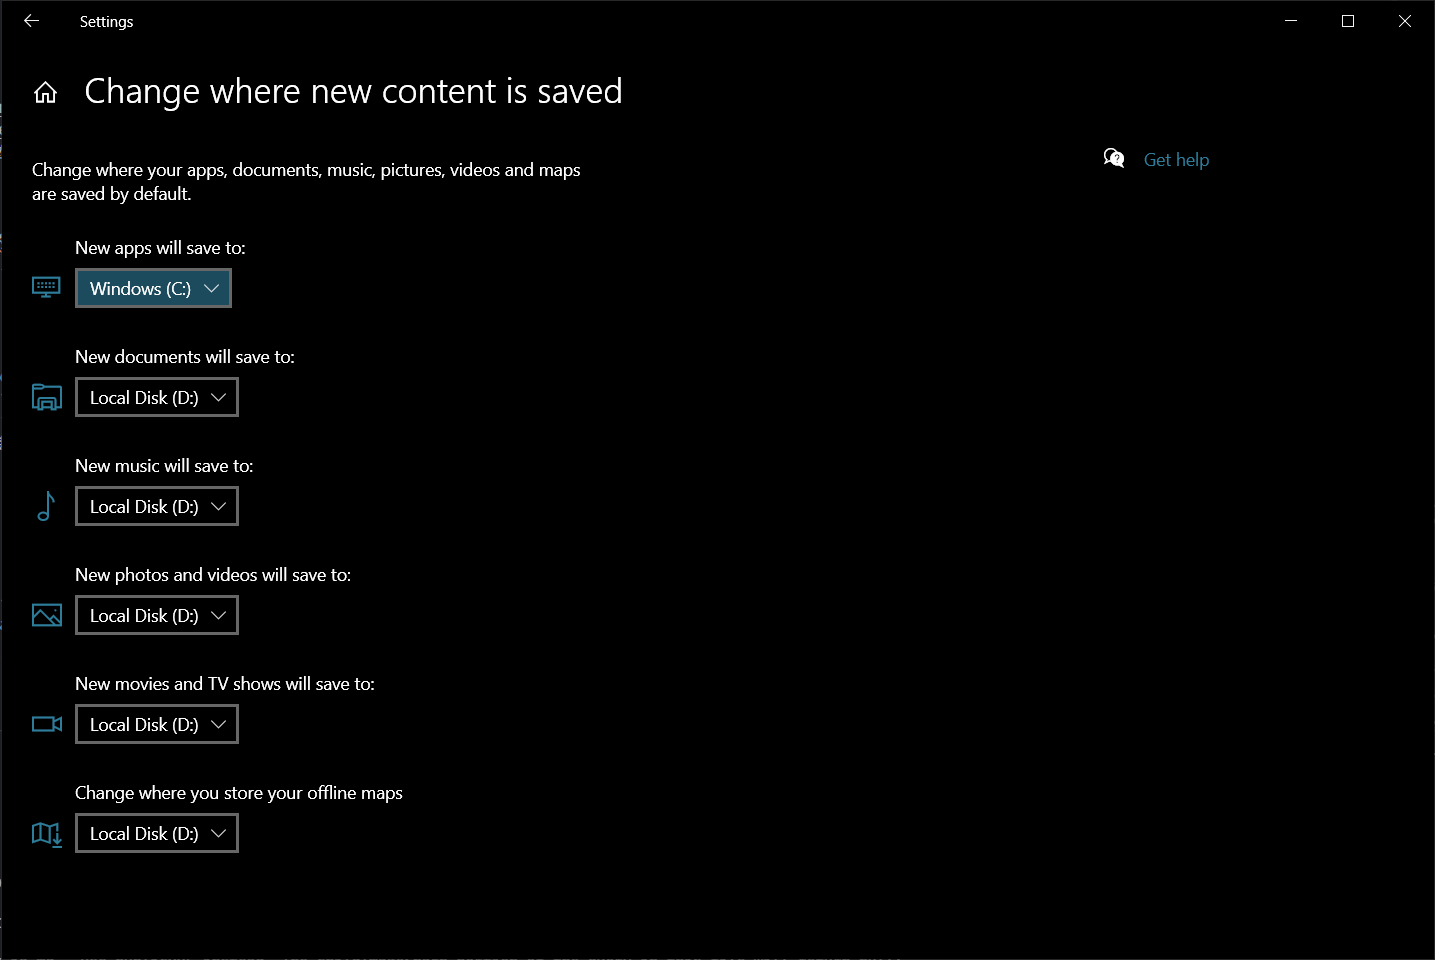 Settings
Change where new content is saved
Change where your apps, documents, music, pictures, videos and maps
are saved by default.
Get help
New apps will save to:
Windows (C:)
New documents will save to:
Local Disk (D:)
New music will save to:
Local Disk (D:)
New photos and videos will save to:
Local Disk (D:)
New movies and TV shows will save to:
Local Disk (D:)
Change where you store your offline maps
Local Disk (D:)